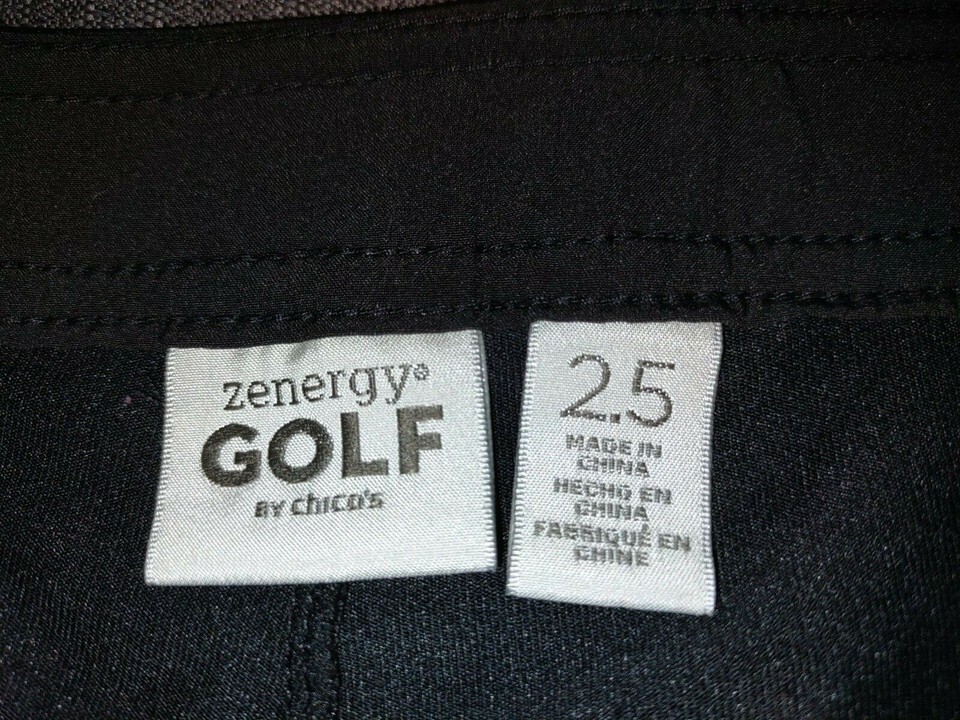 zenergy®
GOLF
BY chico's
2.5
MADE IN
CHINA
HECHO EN
CHINA
FABRIQUÉ EN
CHINE